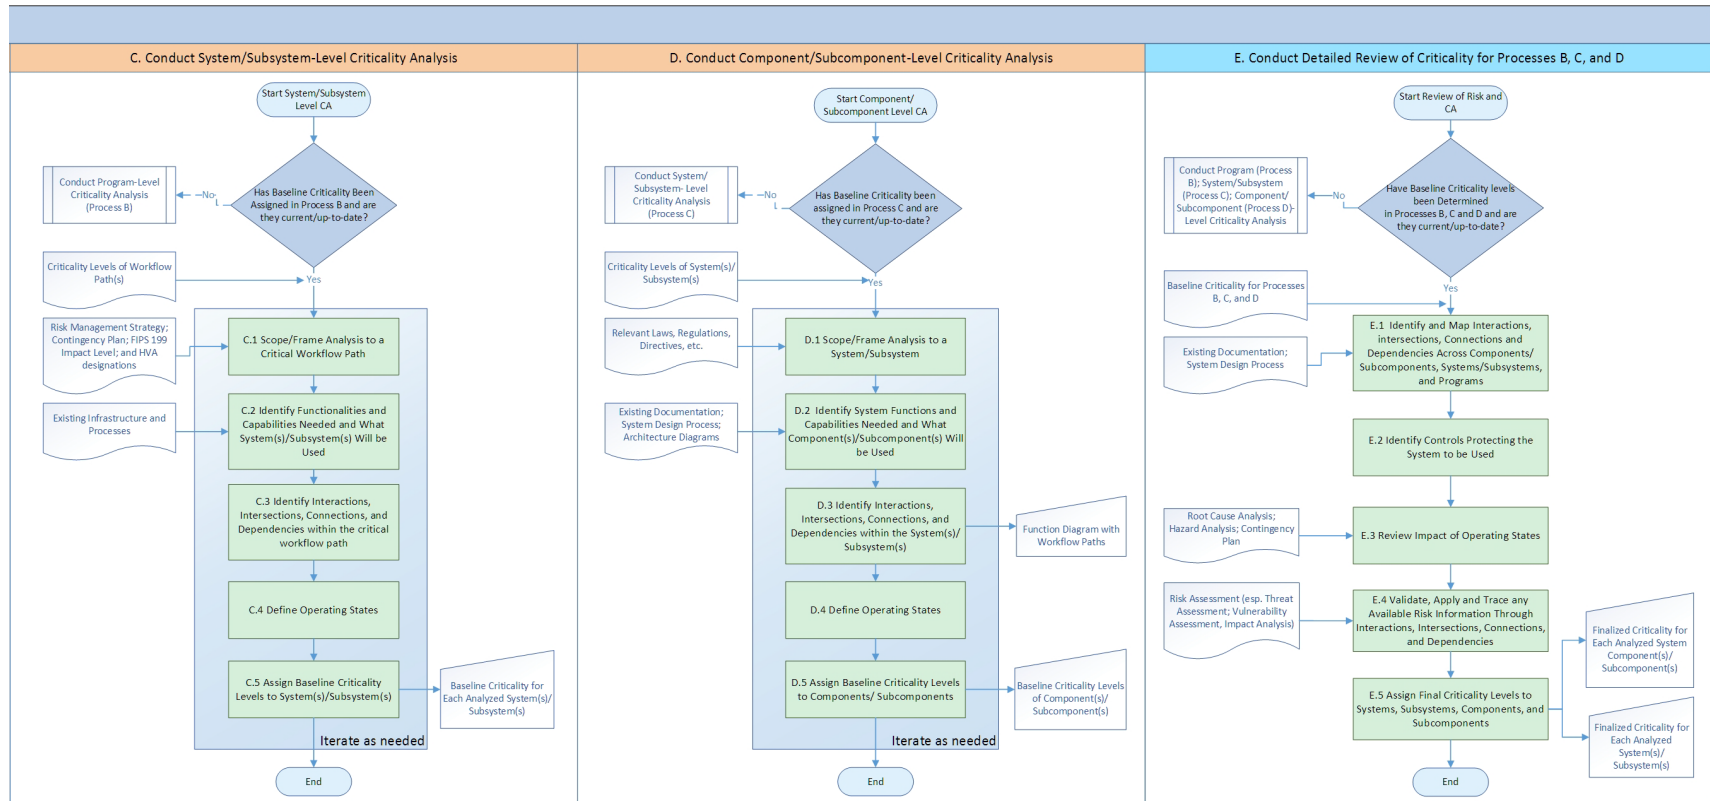 C. Conduct System/Subsystem-Level Criticality Analysis
Start System/Subsystem
Level CA
Has Baseline Criticality Been
Assigned in Process B and are
they current/up-to-date?
No
Conduct Program-Level
Criticality Analysis
(Process B)
Criticality Levels of Workflow
Path(s)
Yes
Risk Management Strategy;
Contingency Plan; FIPS 199
Impact Level; and HVA
designations
C.1 Scope/Frame Analysis to a
Critical Workflow Path
Existing Infrastructure and
Processes
C.2 Identify Functionalities and
Capabilities Needed and What
System(s)/Subsystem(s) Will be
Used
C.3 Identify Interactions,
Intersections, Connections, and
Dependencies within the critical
workflow path
C.4 Define Operating States
C.5 Assign Baseline Criticality
Levels to System(s)/Subsystem(s)
Baseline Criticality for
Each Analyzed System(s)/
Subsystem(s)
Iterate as needed
End
D. Conduct Component/Subcomponent-Level Criticality Analysis
Start Component/
Subcomponent Level CA
Has Baseline Criticality been
assigned in Process C and are
they current/up-to-date?
No
Conduct System/
Subsystem- Level
Criticality Analysis
(Process C)
Criticality Levels of System(s)/
Subsystem(s)
Yes
Relevant Laws, Regulations,
Directives, etc.
D.1 Scope/Frame Analysis to a
System/Subsystem
Existing Documentation;
System Design Process;
Architecture Diagrams
D.2 Identify System Functions and
Capabilities Needed and What
Component(s)/Subcomponent(s) Will
be Used
D.3 Identify Interactions,
Intersections, Connections, and
Dependencies within the System(s)/
Subsystem(s)
Function Diagram with
Workflow Paths
D.4 Define Operating States
D.5 Assign Baseline Criticality Levels
to Components/ Subcomponents
Baseline Criticality Levels
of Component(s)/
Subcomponent(s)
Iterate as needed
End
E. Conduct Detailed Review of Criticality for Processes B, C, and D
Start Review of Risk and
CA
Have Baseline Criticality levels
been Determined
in Processes B, C and D and are
they current/up-to-date?
No
Conduct Program (Process
B); System/Subsystem
(Process C); Component/
Subcomponent (Process D)-
Level Criticality Analysis
Yes
Baseline Criticality for Processes
B, C, and D
E.1 Identify and Map Interactions,
intersections, Connections and
Dependencies Across Components/
Subcomponents, Systems/Subsystems,
and Programs
Existing Documentation;
System Design Process
E.2 Identify Controls Protecting the
System to be Used
Root Cause Analysis;
Hazard Analysis; Contingency
Plan
E.3 Review Impact of Operating States
Risk Assessment (esp. Threat
Assessment; Vulnerability
Assessment, Impact Analysis)
E.4 Validate, Apply and Trace any
Available Risk Information Through
Interactions, Intersections, Connections,
and Dependencies
Finalized Criticality for
Each Analyzed System
Component(s)/
Subcomponent(s)
E.5 Assign Final Criticality Levels to
Systems, Subsystems, Components, and
Subcomponents
Finalized Criticality for
Each Analyzed
System(s)/
Subsystem(s)
End